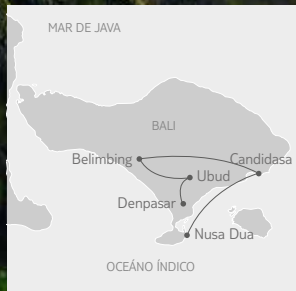 MAR DE JAVA
BALI
Belimbing
Candidasa
Ubud
Denpasar
Nusa Dua
OCEÁNO ÍNDICO